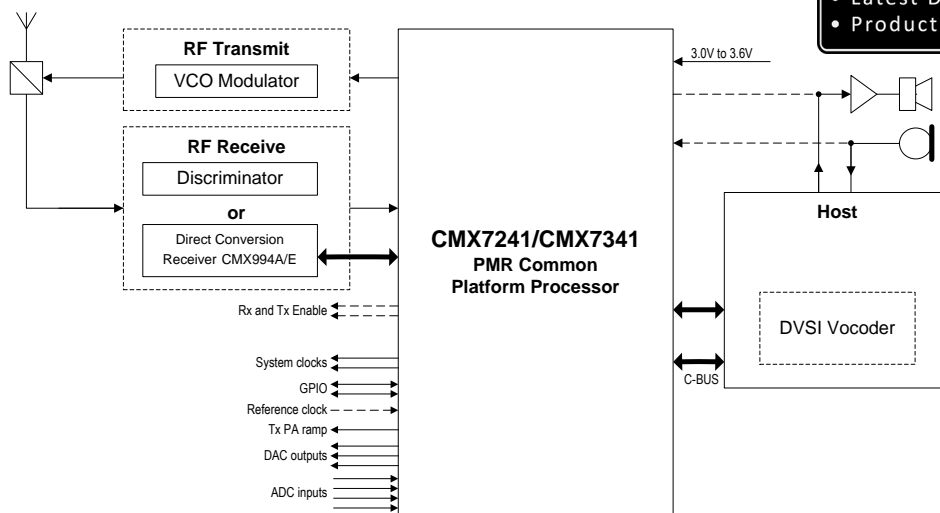 • Latest D
• Product
RF Transmit
VCO Modulator
3.0V to 3.6V
RF Receive
Discriminator
or
Direct Conversion
Receiver CMX994A/E
CMX7241/CMX7341
PMR Common
Platform Processor
Host
DVSI Vocoder
C-BUS
Rx and Tx Enable
System clocks
GPIO
Reference clock
Tx PA ramp
DAC outputs
ADC inputs